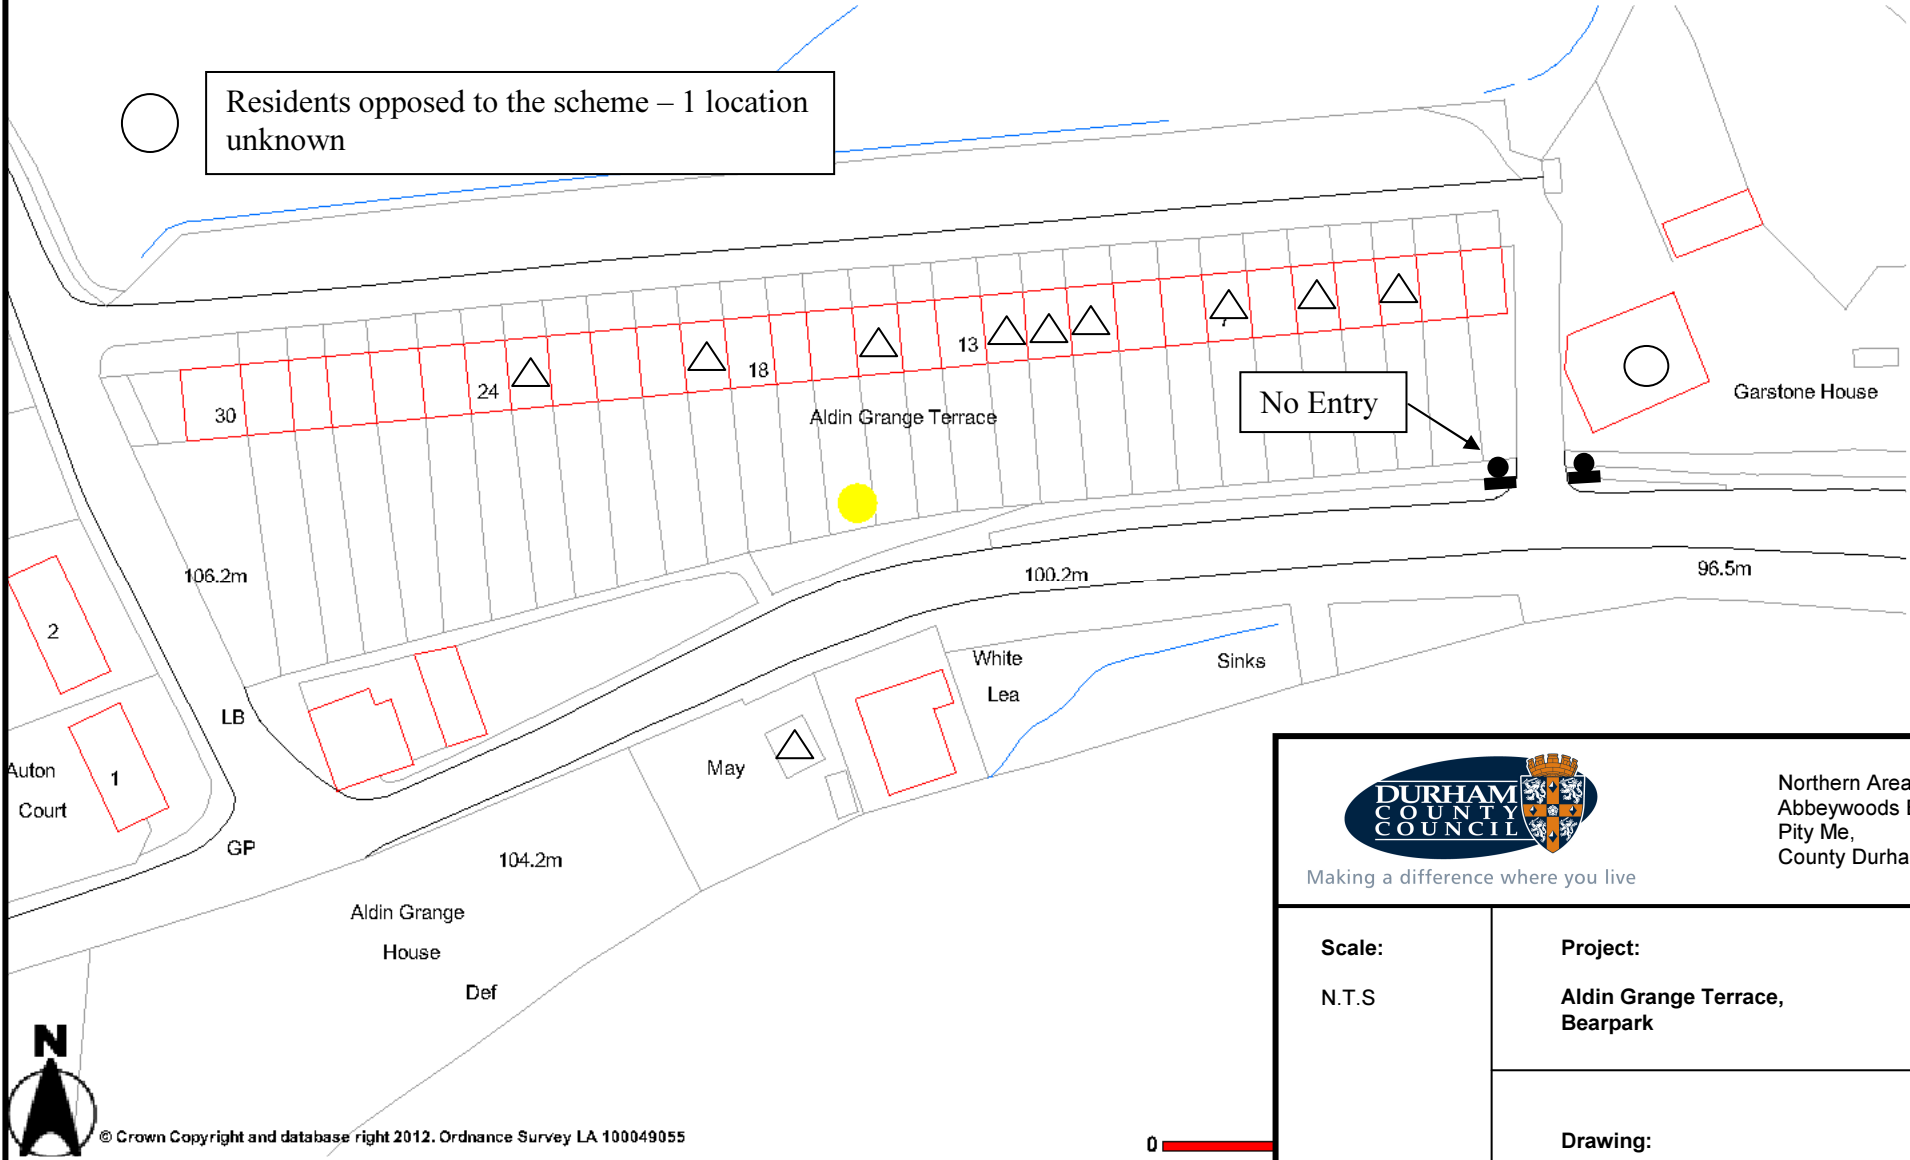 Residents opposed to the scheme – 1 location
unknown
13
18
24
30
Aldin Grange Terrace
No Entry
Garstone House
106.2m
100.2m
96.5m
2
White
Lea
Sinks
LB
May
Auton
Court
1
GP
104.2m
Aldin Grange
House
Def
N
© Crown Copyright and database right 2012. Ordnance Survey LA 100049055
0
DURHAM
COUNTY
COUNCIL
Making a difference where you live
Northern Area
Abbeywoods
Pity Me,
County Durha
Scale:
N.T.S
Project:
Aldin Grange Terrace,
Bearpark
Drawing: